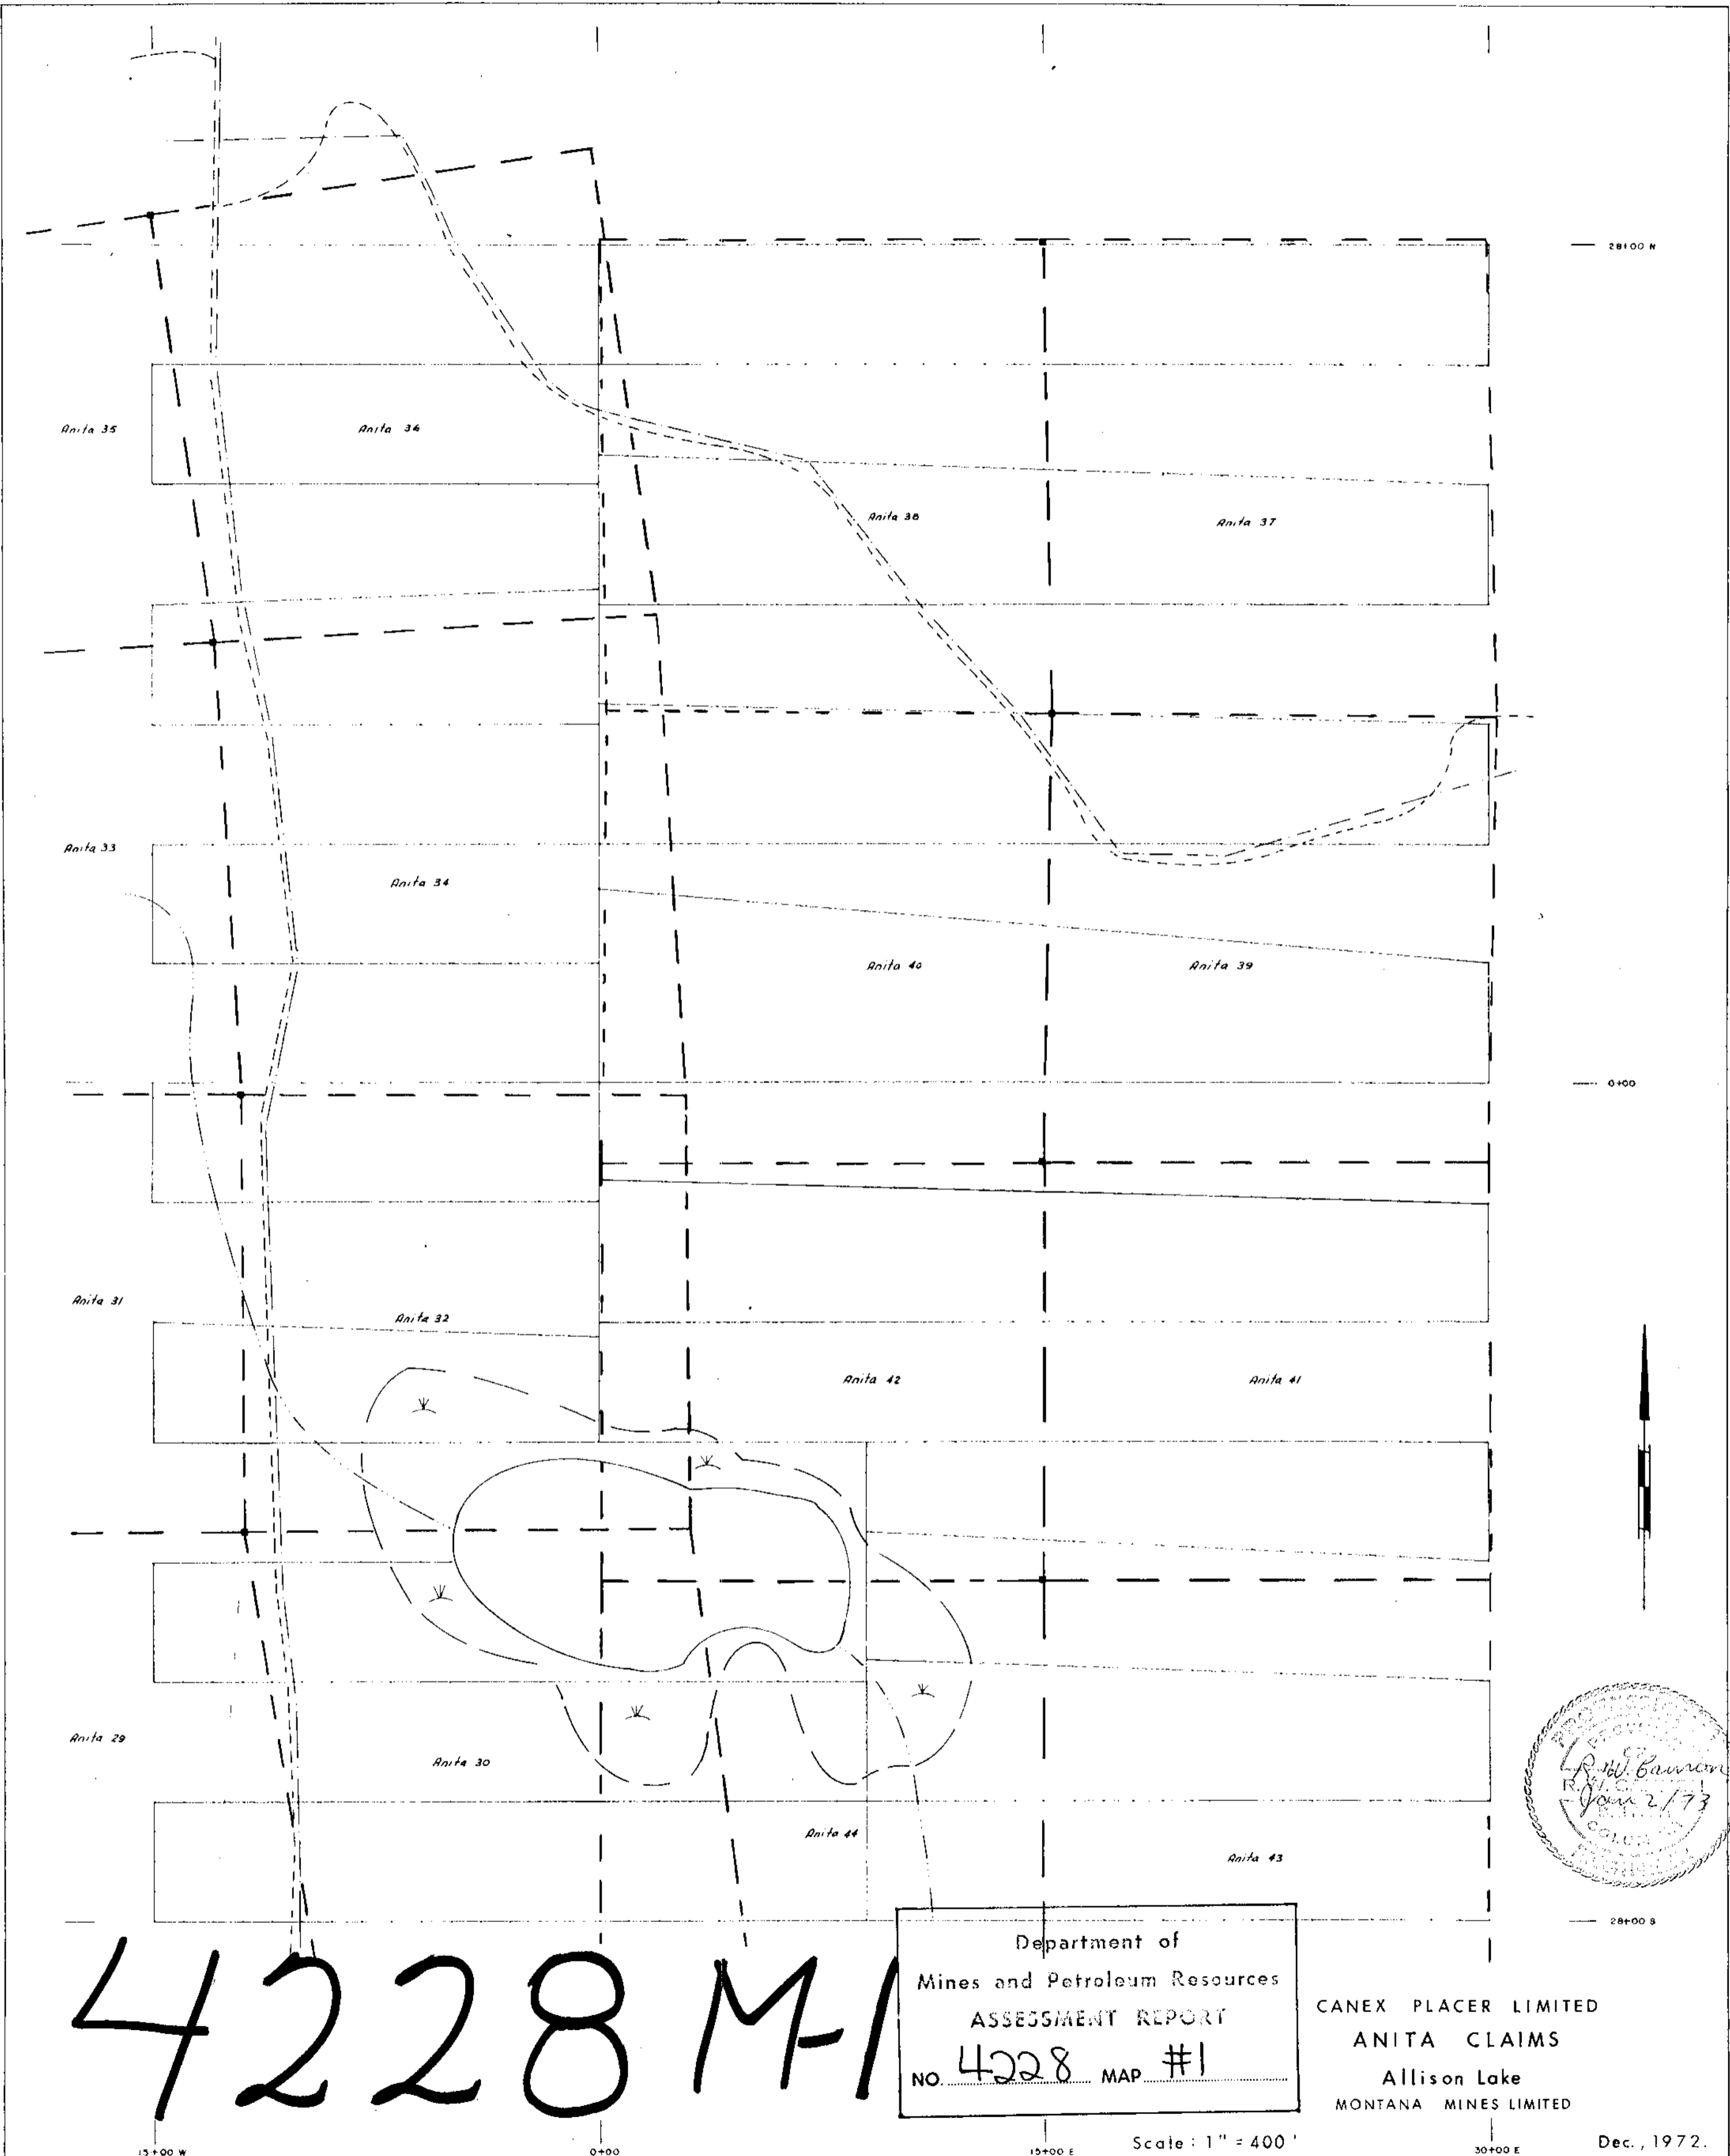 28+00 N
Anita 35
Anita 36
Anita 38
Anita 37
Anita 33
Anita 34
Anita 40
Anita 39
0+00
Anita 31
Anita 32
Anita 42
Anita 41
Anita 29
Anita 30
Anita 44
Anita 43
R.W. Cannon
Jan 2/73
28+00 S
4228 M-1
Department of
Mines and Petroleum Resources
ASSESSMENT REPORT
NO. 4228 MAP #1
CANEX PLACER LIMITED
ANITA CLAIMS
Allison Lake
MONTANA MINES LIMITED
15+00 W
0+00
15+00 E
Scale : 1" = 400'
30+00 E
Dec., 1972.